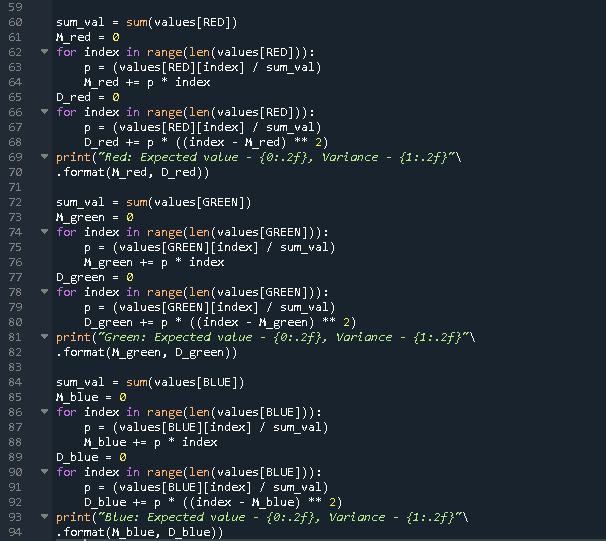 59
60 sum_val = sum(values[RED])
61 M_red = 0
62 for index in range(len(values[RED])):
63     p = (values[RED][index] / sum_val)
64     M_red += p * index
65 D_red = 0
66 for index in range(len(values[RED])):
67     p = (values[RED][index] / sum_val)
68     D_red += p * ((index - M_red) ** 2)
69 print("Red: Expected value - {0:.2f}, Variance - {1:.2f}"\
70 .format(M_red, D_red))
71
72 sum_val = sum(values[GREEN])
73 M_green = 0
74 for index in range(len(values[GREEN])):
75     p = (values[GREEN][index] / sum_val)
76     M_green += p * index
77 D_green = 0
78 for index in range(len(values[GREEN])):
79     p = (values[GREEN][index] / sum_val)
80     D_green += p * ((index - M_green) ** 2)
81 print("Green: Expected value - {0:.2f}, Variance - {1:.2f}"\
82 .format(M_green, D_green))
83
84 sum_val = sum(values[BLUE])
85 M_blue = 0
86 for index in range(len(values[BLUE])):
87     p = (values[BLUE][index] / sum_val)
88     M_blue += p * index
89 D_blue = 0
90 for index in range(len(values[BLUE])):
91     p = (values[BLUE][index] / sum_val)
92     D_blue += p * ((index - M_blue) ** 2)
93 print("Blue: Expected value - {0:.2f}, Variance - {1:.2f}"\
94 .format(M_blue, D_blue))